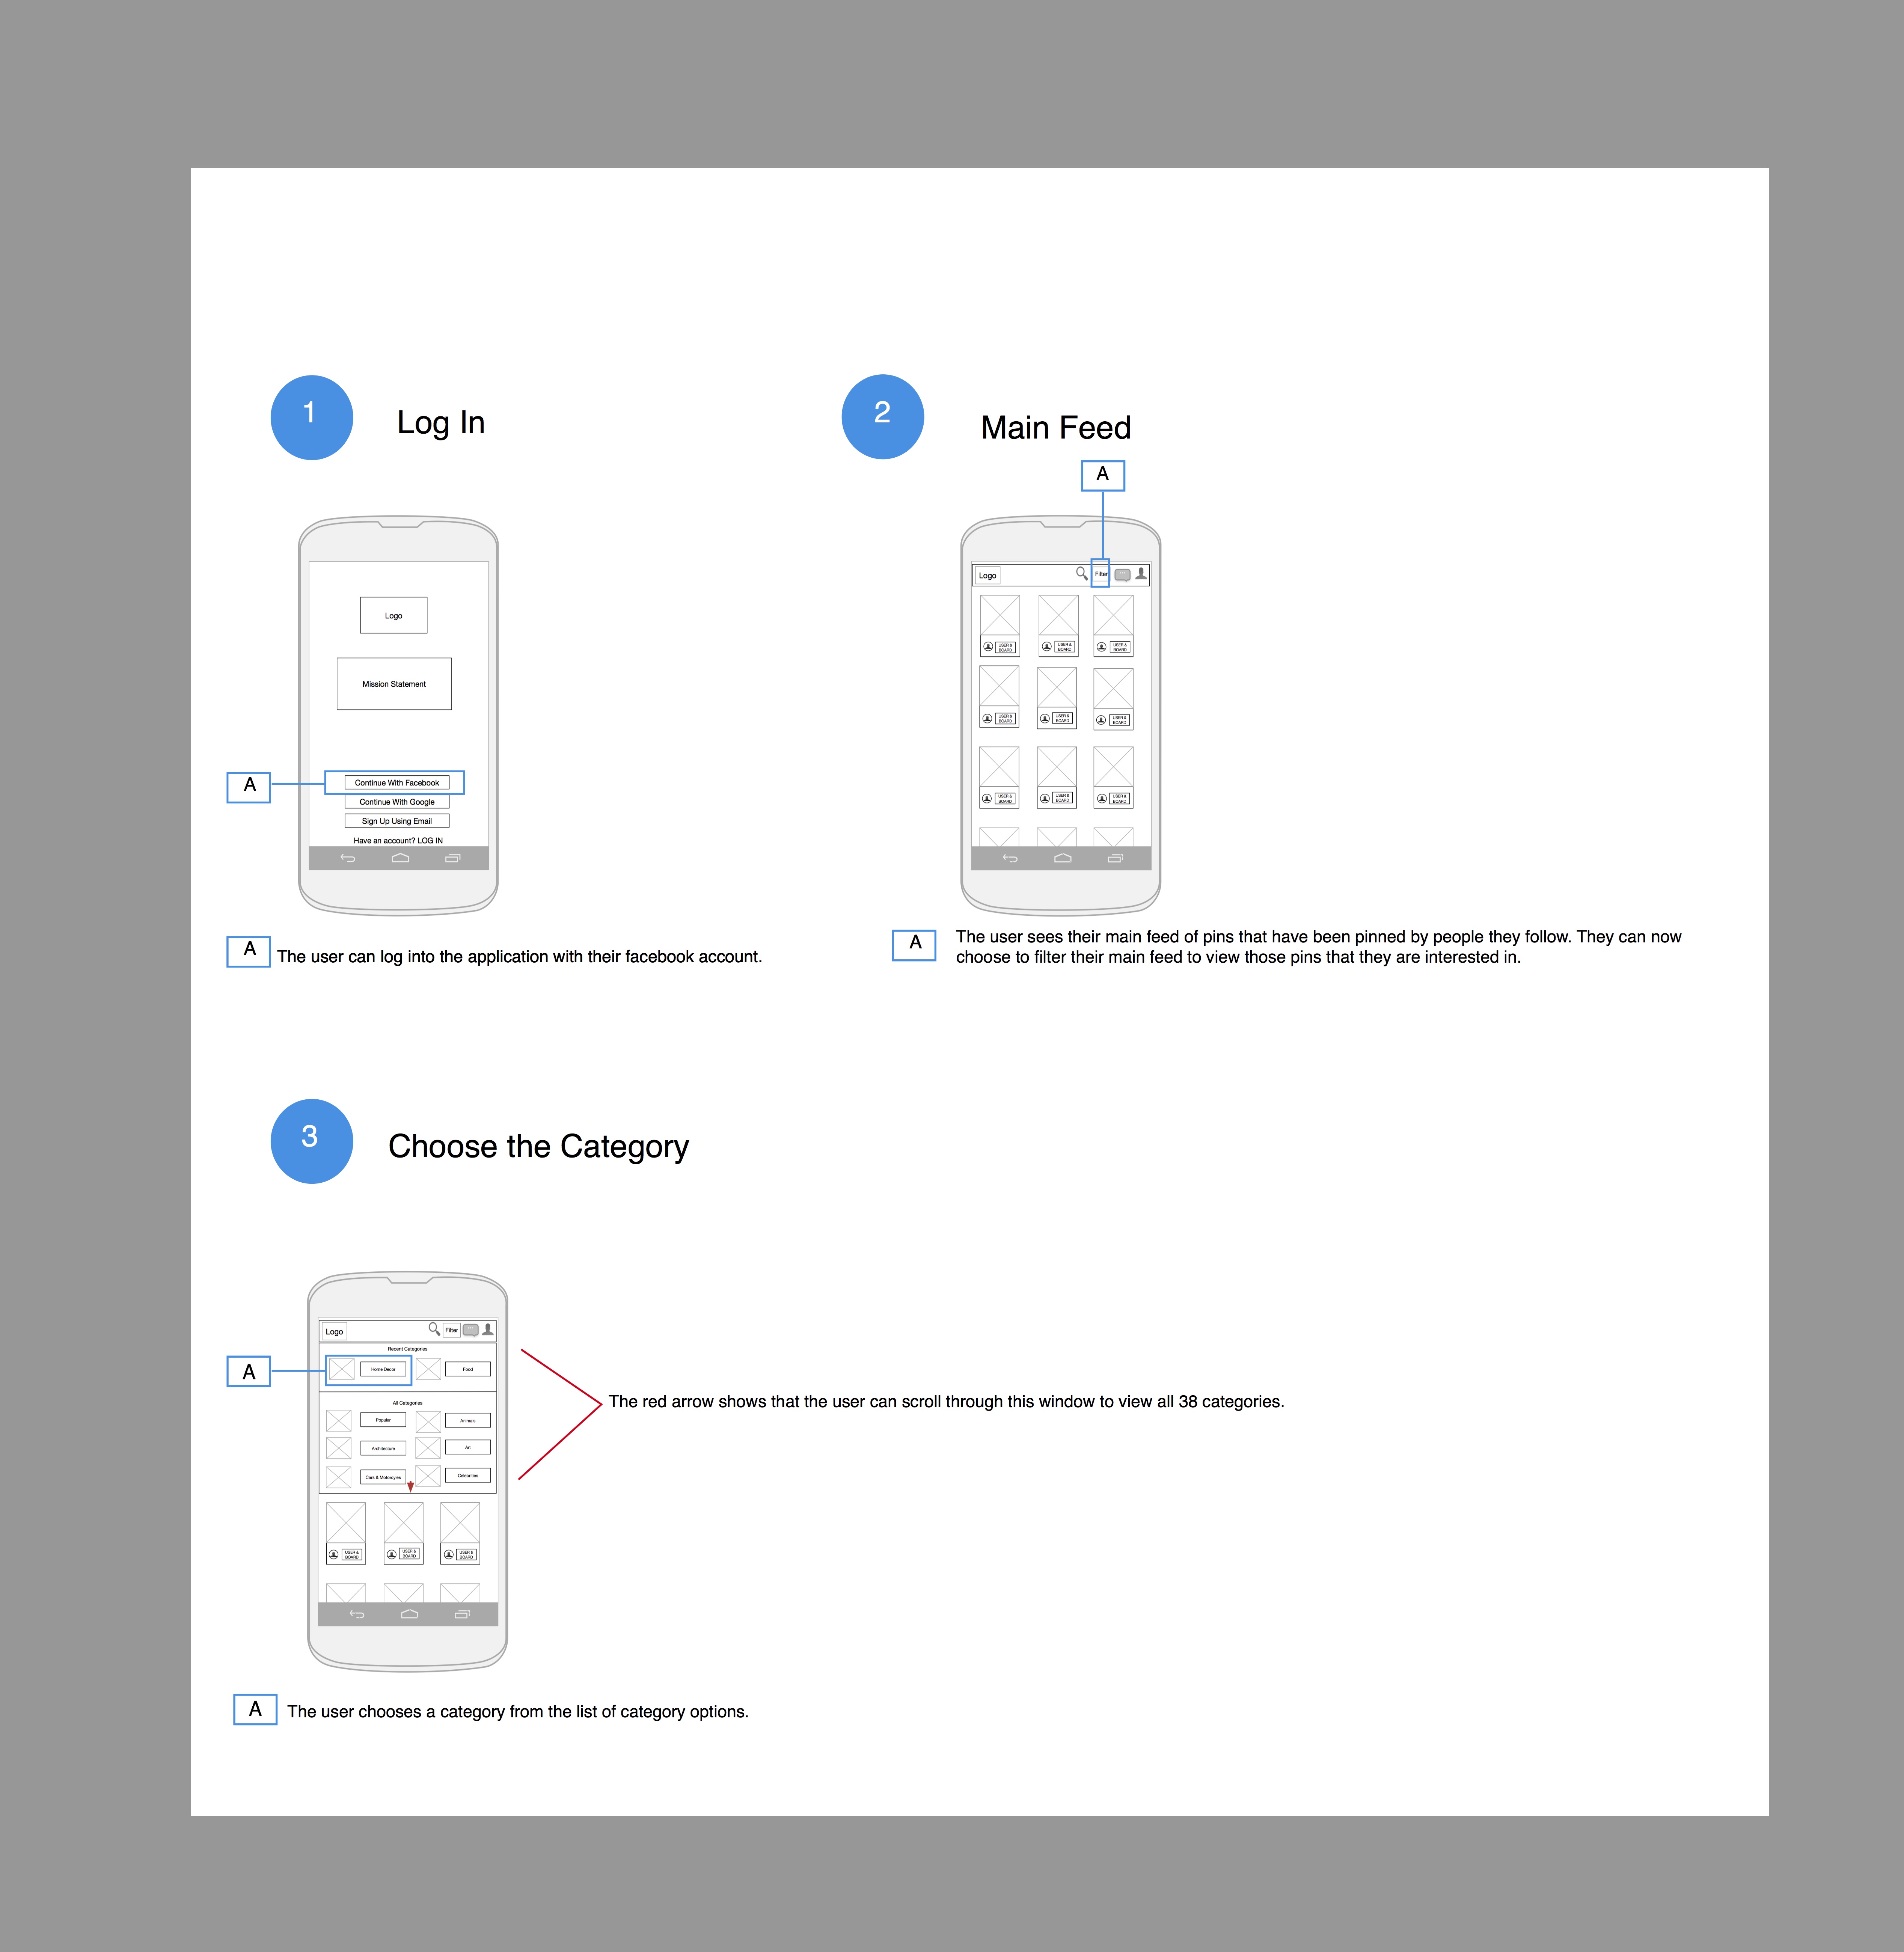 1
Log In
2
Main Feed
A
Logo
Mission Statement
A
Continue With Facebook
Continue With Google
Sign Up Using Email
Have an account? LOG IN
Logo
Filter
USER &
BOARD
USER &
BOARD
USER &
BOARD
USER &
BOARD
USER &
BOARD
USER &
BOARD
USER &
BOARD
USER &
BOARD
USER &
BOARD
A
The user can log into the application with their facebook account.
A
The user sees their main feed of pins that have been pinned by people they follow. They can now
choose to filter their main feed to view those pins that they are interested in.
3
Choose the Category
Logo
Filter
Recent Categories
A
Home Decor
Food
All Categories
Popular
Animals
Architecture
Art
Cars & Motorcyles
Celebrities
USER &
BOARD
USER &
BOARD
USER &
BOARD
The red arrow shows that the user can scroll through this window to view all 38 categories.
A
The user chooses a category from the list of category options.